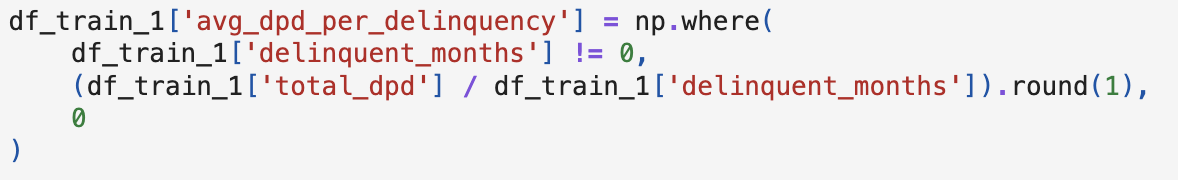 df_train_1['avg_dpd_per_delinquency'] = np.where(
    df_train_1['delinquent_months'] != 0,
    (df_train_1['total_dpd'] / df_train_1['delinquent_months']).round(1),
    0
)